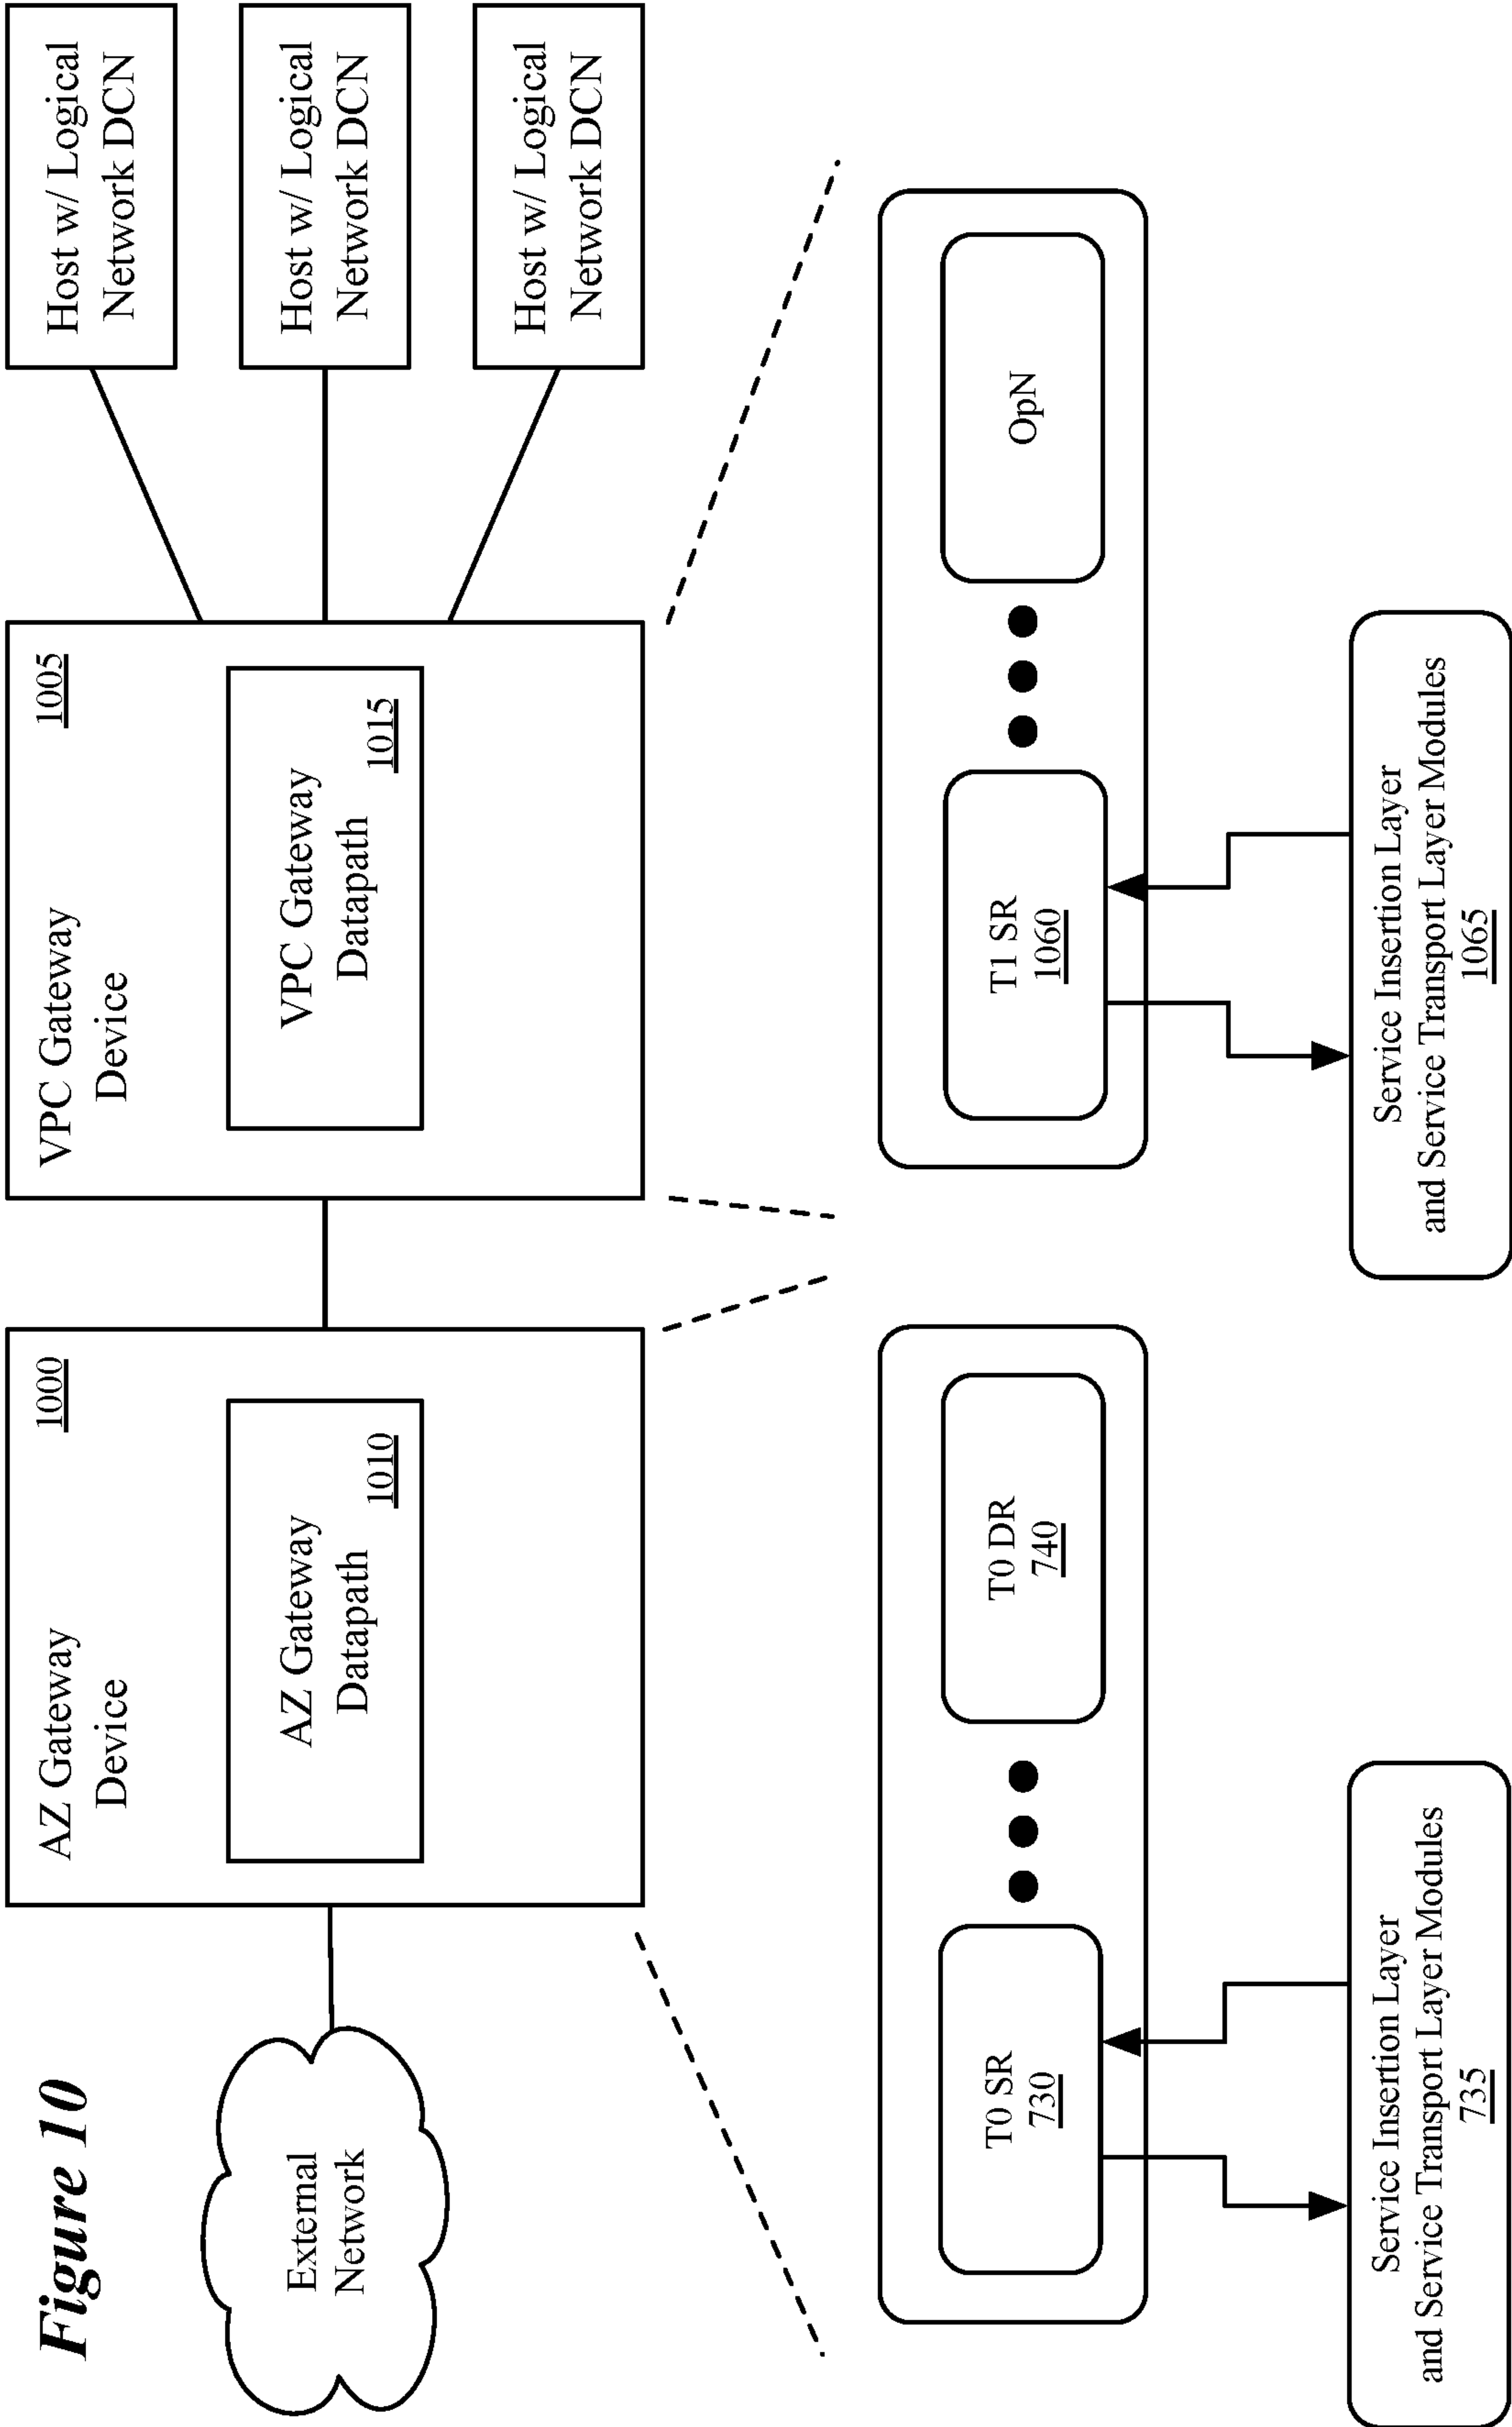 Figure 10
External
Network
AZ Gateway
Device
1000
AZ Gateway
Datapath
1010
VPC Gateway
Device
1005
VPC Gateway
Datapath
1015
Host w/ Logical
Network DCN
Host w/ Logical
Network DCN
Host w/ Logical
Network DCN
T0 SR
730
T0 DR
740
Service Insertion Layer
and Service Transport Layer Modules
735
T1 SR
1060
OpN
Service Insertion Layer
and Service Transport Layer Modules
1065